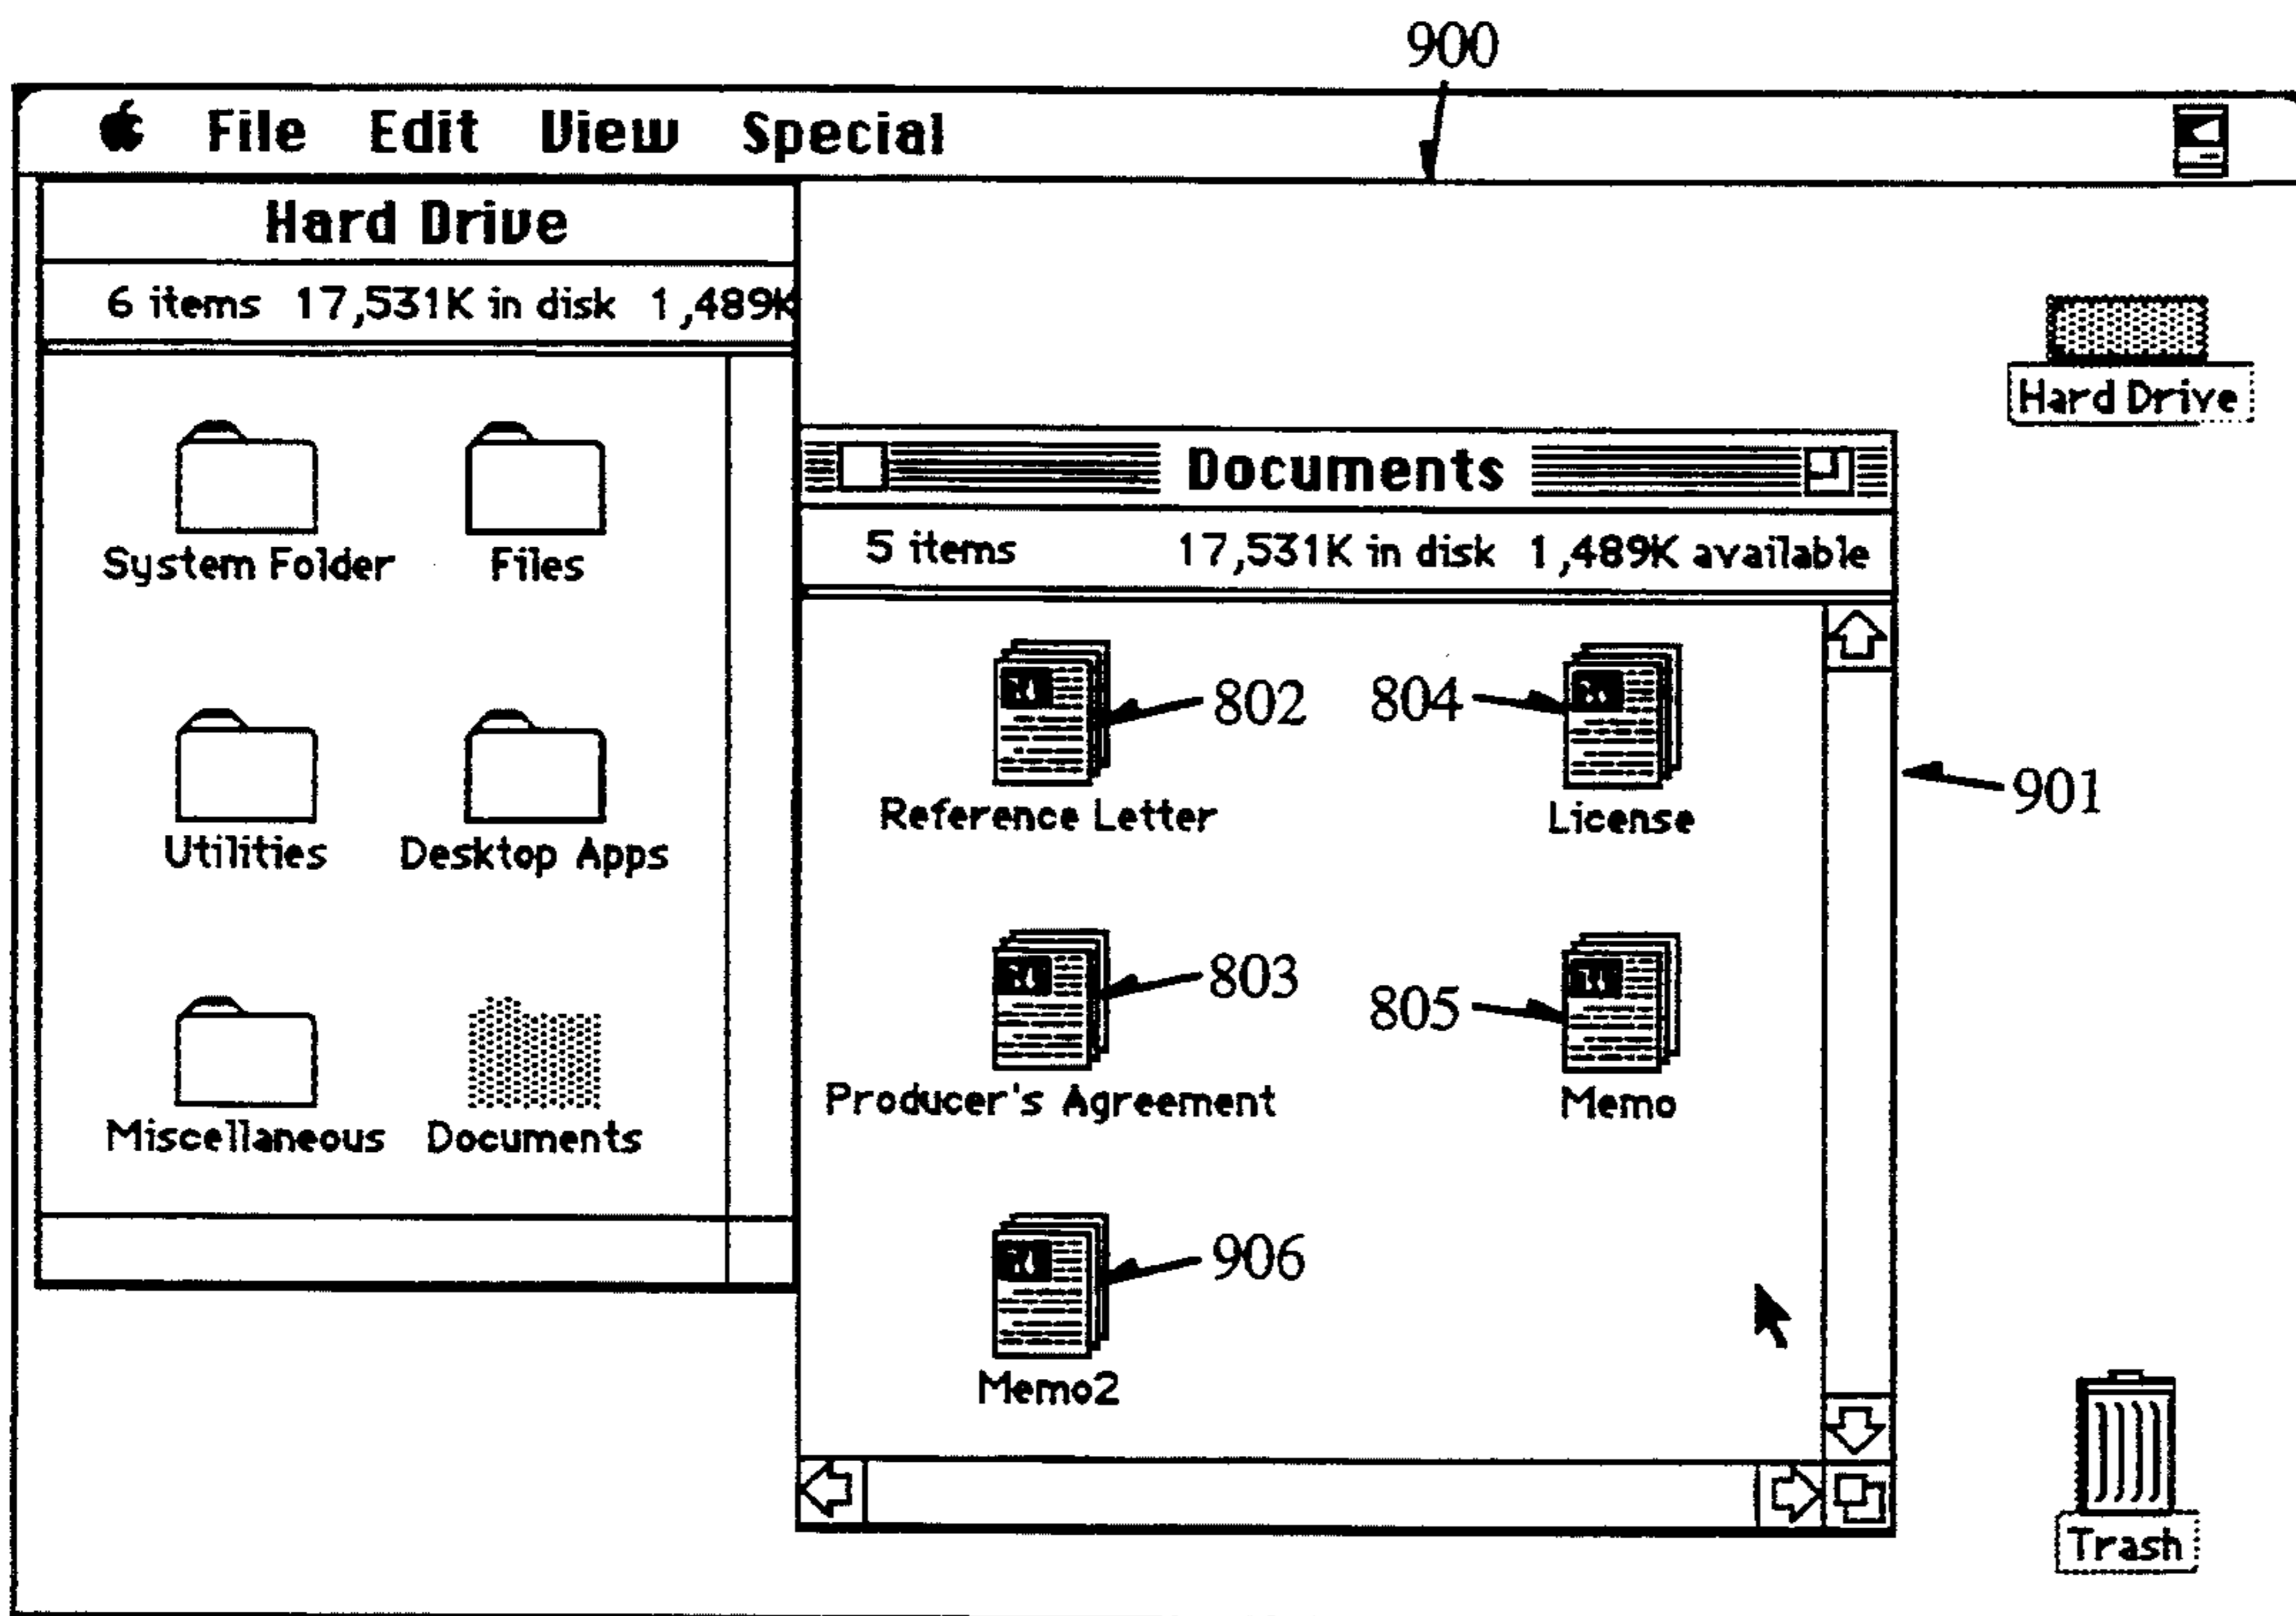 900
File Edit View Special
Hard Drive
6 items 17,531K in disk 1,489K
Hard Drive
Documents
5 items 17,531K in disk 1,489K available
System Folder Files
802 804
Reference Letter License
901
Utilities Desktop Apps
803 805
Producer's Agreement Memo
Miscellaneous Documents
906
Memo2
Trash